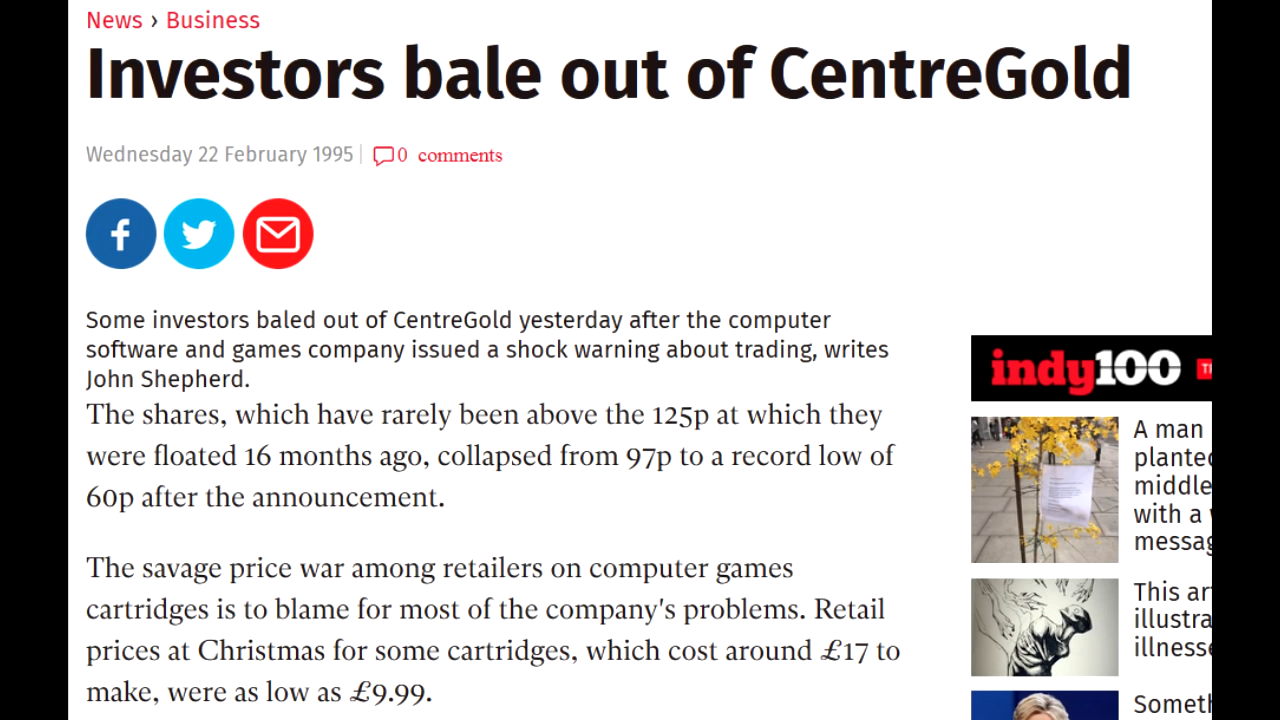 News › Business
Investors bale out of CentreGold
Wednesday 22 February 1995
0 comments
Some investors baled out of CentreGold yesterday after the computer
software and games company issued a shock warning about trading, writes
John Shepherd.
The shares, which have rarely been above the 125p at which they
were floated 16 months ago, collapsed from 97p to a record low of
60p after the announcement.
The savage price war among retailers on computer games
cartridges is to blame for most of the company's problems. Retail
prices at Christmas for some cartridges, which cost around £17 to
make, were as low as £9.99.
indy100
A man
middle
with a